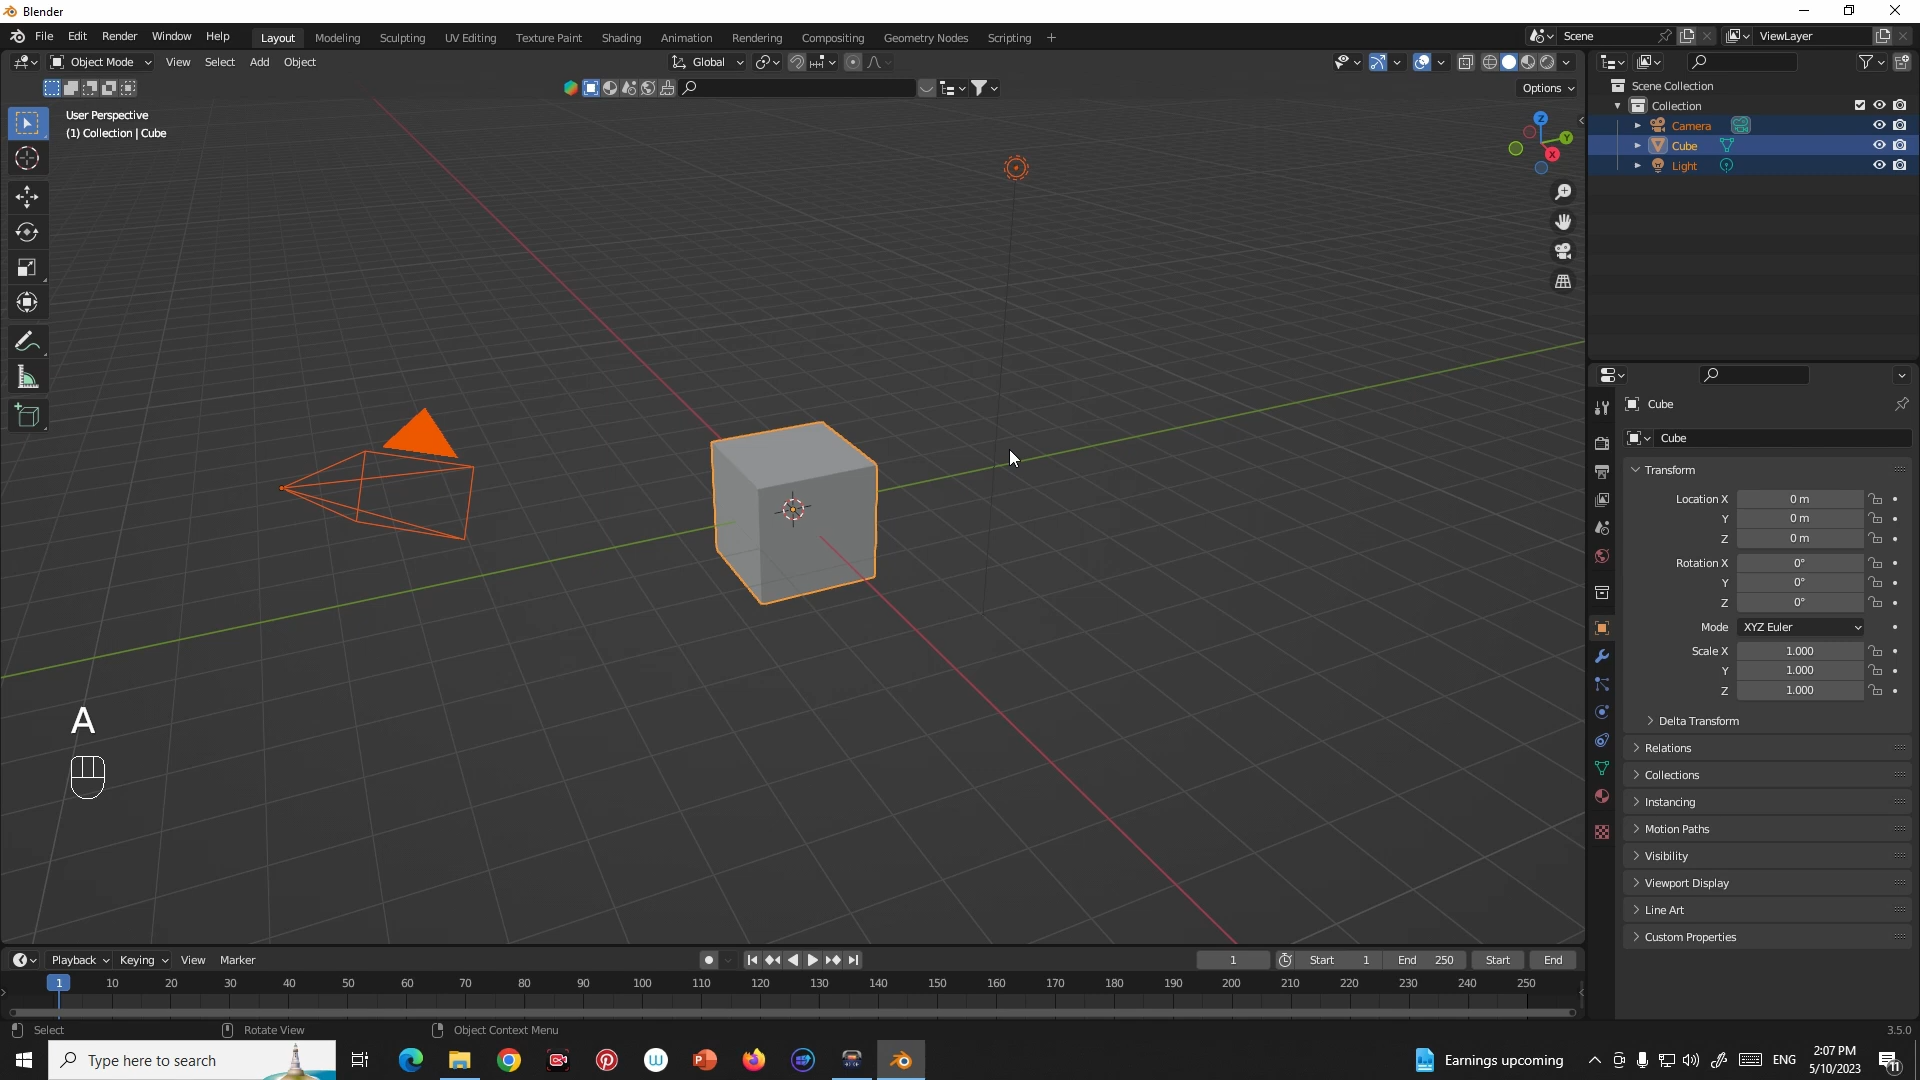 Blender
File Edit Render Window Help Layout Modeling Sculpting UV Editing Texture Paint Shading Animation Rendering Compositing Geometry Nodes Scripting + Scene ViewLayer
Object Mode View Select Add Object Global
Options
User Perspective
(1) Collection | Cube
Z
Y
X
Scene Collection
Collection
Camera
Cube
Light
Cube
Cube
Transform
Location X 0 m
Y 0 m
Z 0 m
Rotation X 0°
Y 0°
Z 0°
Mode XYZ Euler
Scale X 1.000
Y 1.000
Z 1.000
Delta Transform
Relations
Collections
Instancing
Motion Paths
Visibility
Viewport Display
Line Art
Custom Properties
A
Playback Keying View Marker 1 Start 1 End 250 Start End
1 10 20 30 40 50 60 70 80 90 100 110 120 130 140 150 160 170 180 190 200 210 220 230 240 250
Select Rotate View Object Context Menu 3.5.0
Type here to search Earnings upcoming ENG 2:07 PM
5/10/2023
11